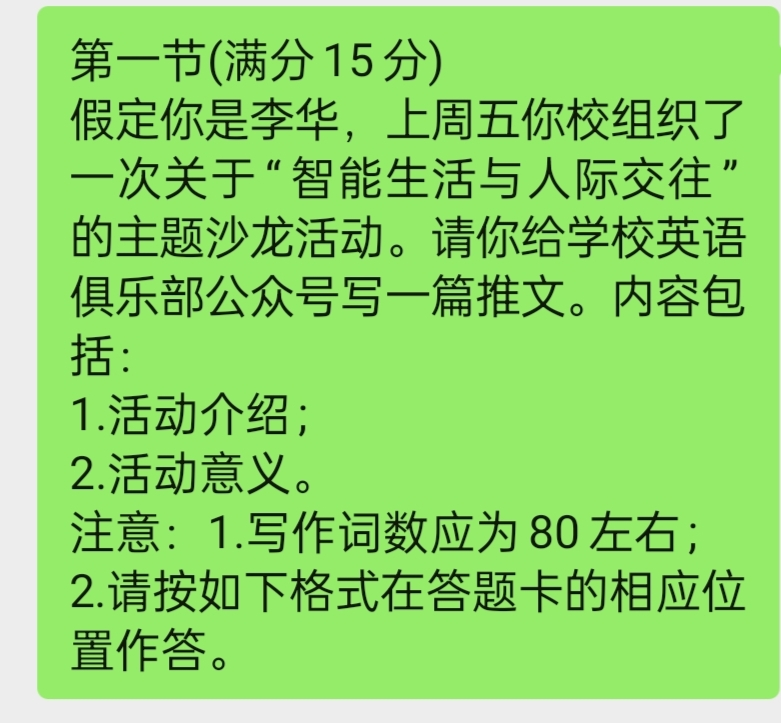 第一节(满分15分)
假定你是李华，上周五你校组织了
一次关于“智能生活与人际交往”
的主题沙龙活动。请你给学校英语
俱乐部公众号写一篇推文。内容包
括：
1.活动介绍；
2.活动意义。
注意：1.写作词数应为80左右；
2.请按如下格式在答题卡的相应位
置作答。